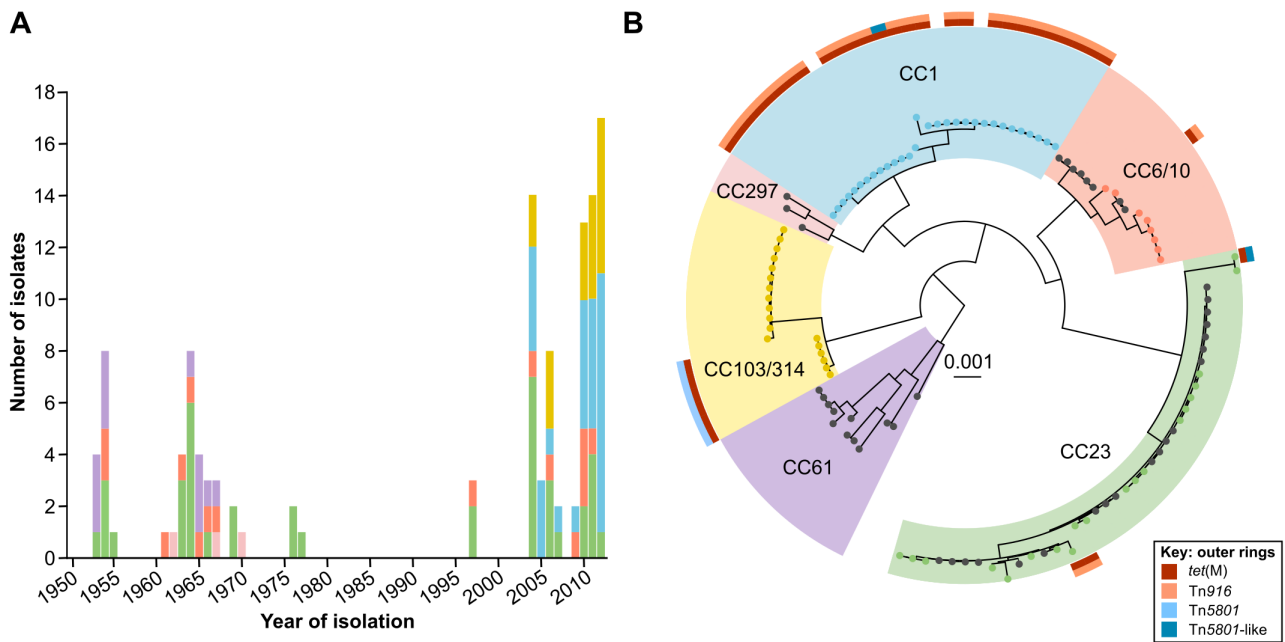 A
Number of isolates
18
16
14
12
10
8
6
4
2
0
1950
1955
1960
1965
1970
1975
1980
1985
1990
1995
2000
2005
2010
Year of isolation
B
CC1
CC6/10
CC297
CC103/314
0.001
CC61
CC23
Key: outer rings
tet(M)
Tn916
Tn5801
Tn5801-like